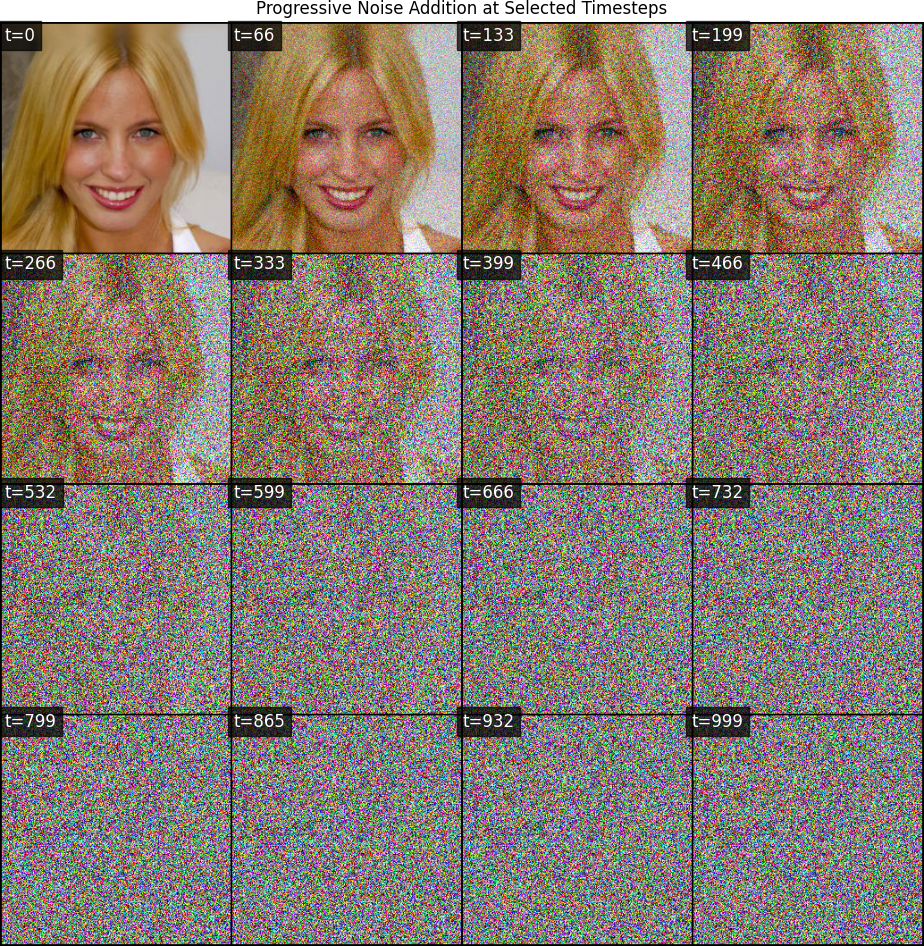 Progressive Noise Addition at Selected Timesteps
t=0
t=66
t=133
t=199
t=266
t=333
t=399
t=466
t=532
t=599
t=666
t=732
t=799
t=865
t=932
t=999